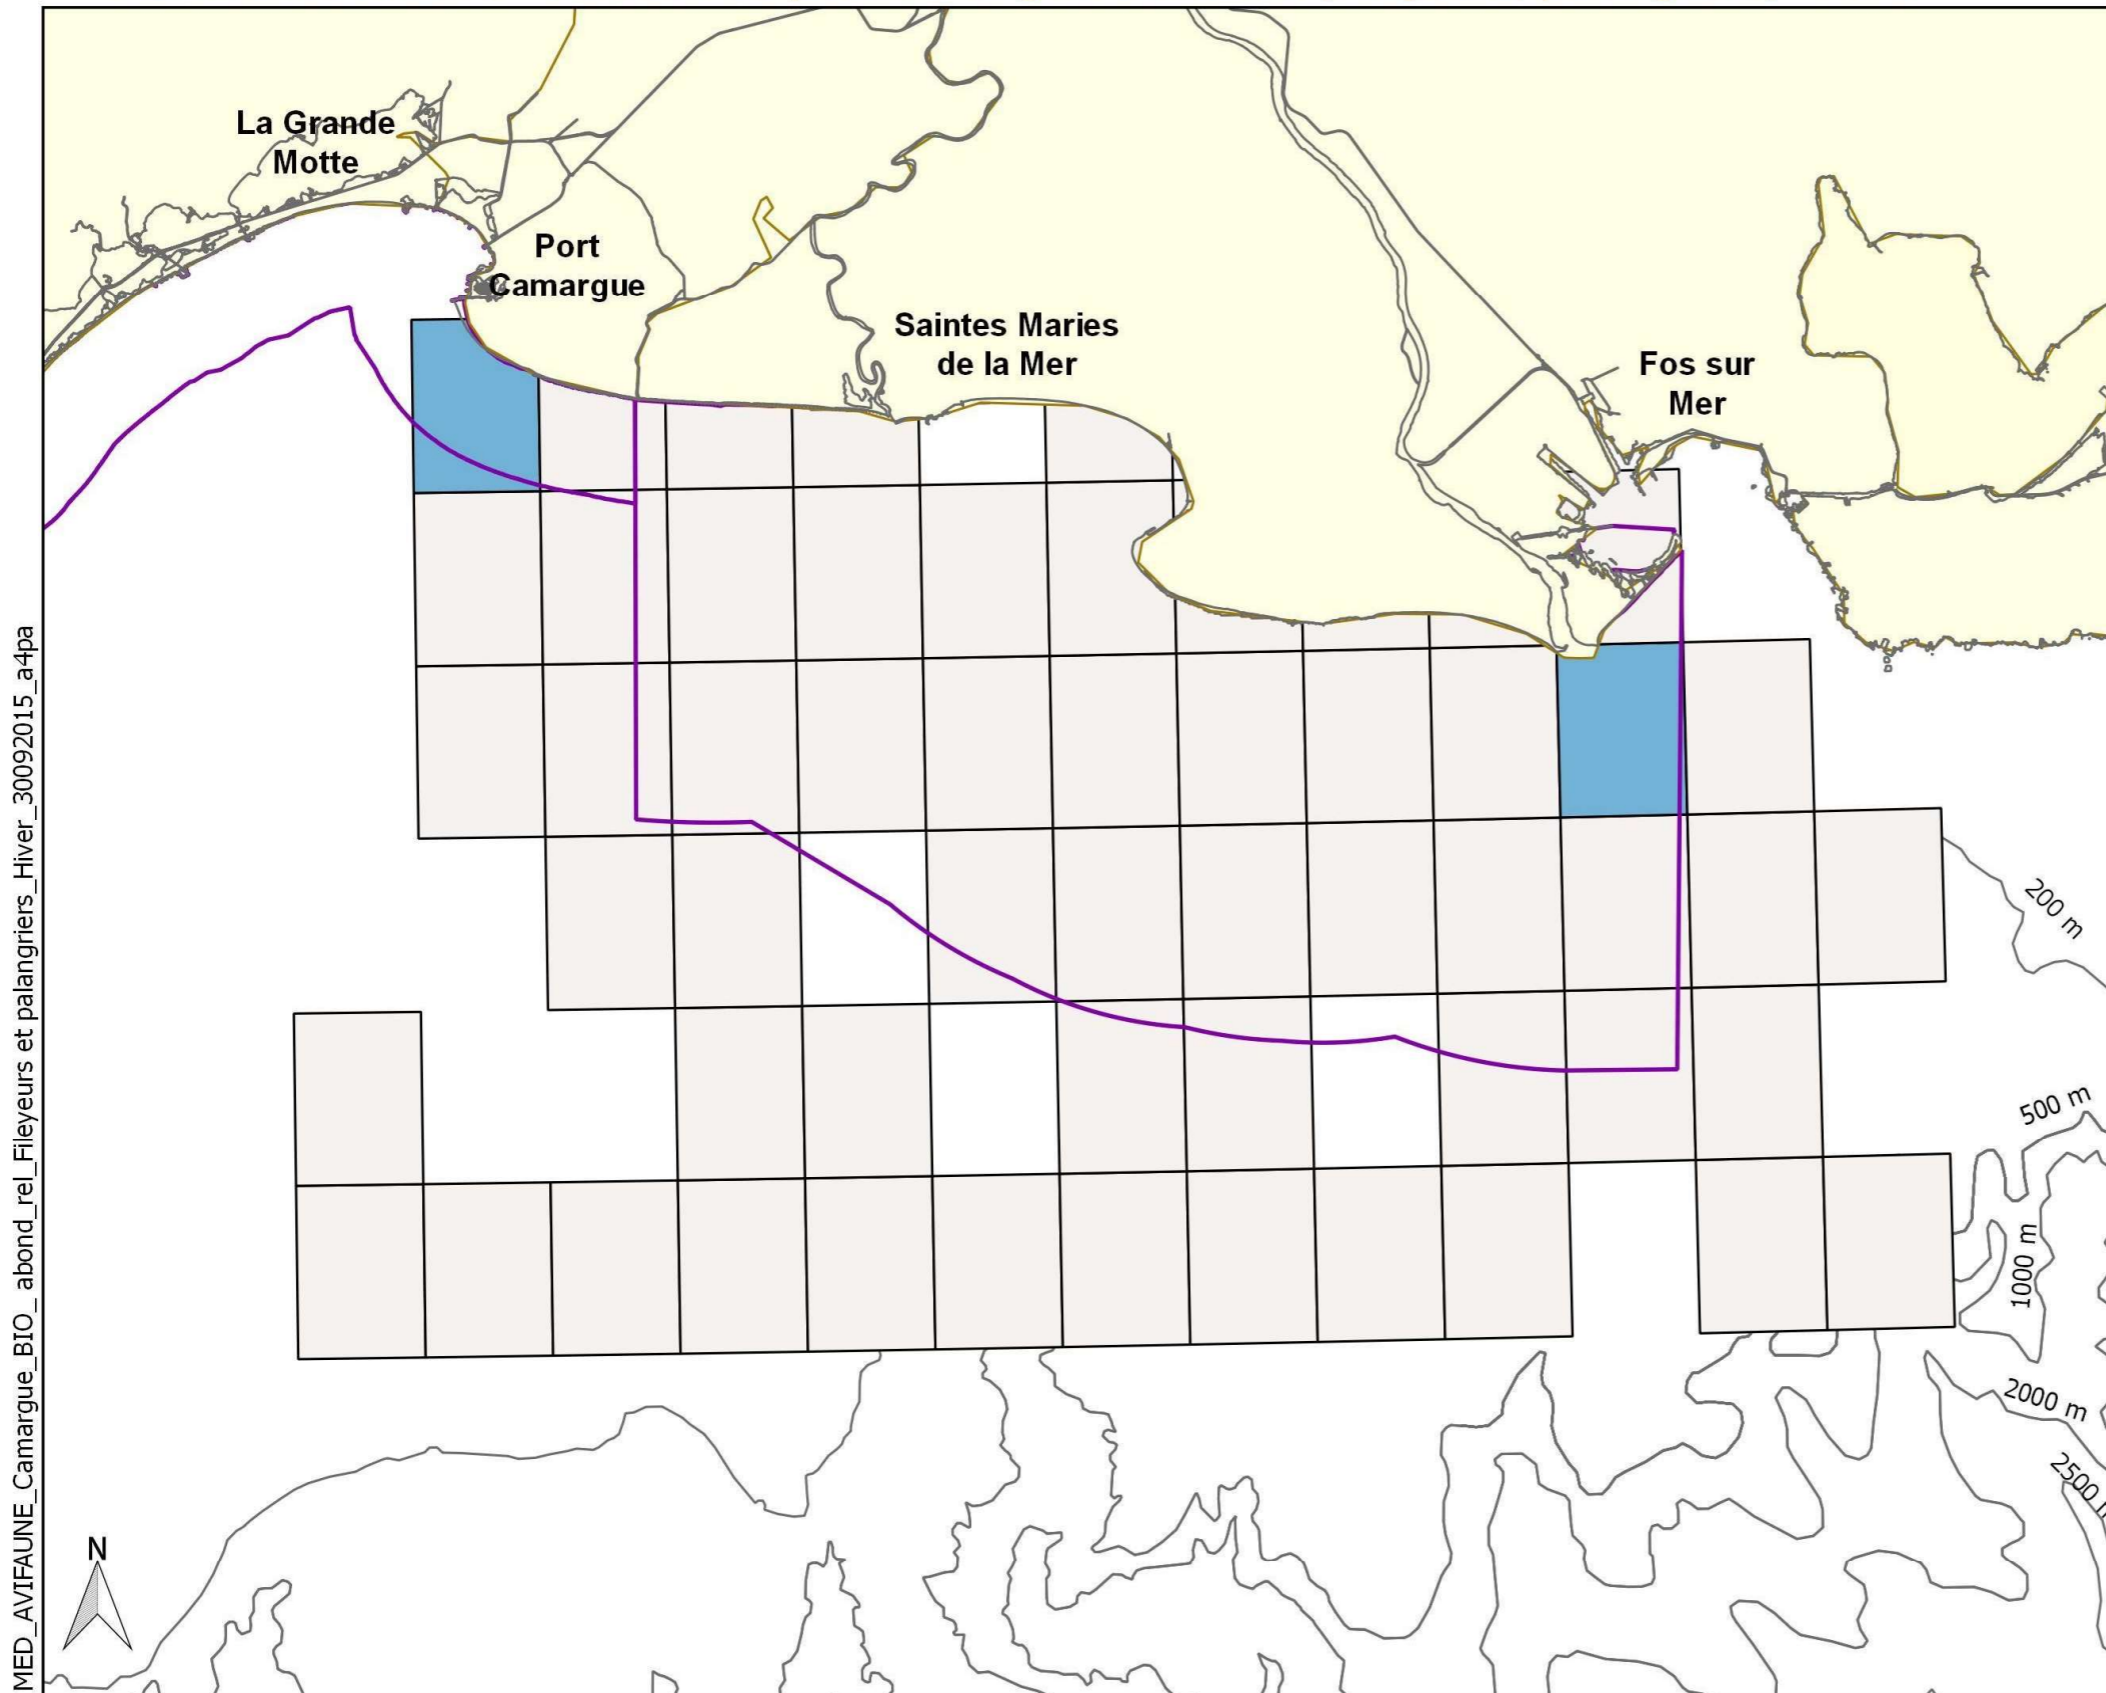 La Grande
Motte
Port
Camargue
Saintes Maries
de la Mer
Fos sur
Mer
200 m
500 m
1000 m
2000 m
2500 m
N
MED_AVIFAUNE_Camargue_BIO_ abond_rel_Fileyeurs et palangriers_Hiver_30092015_a4pa